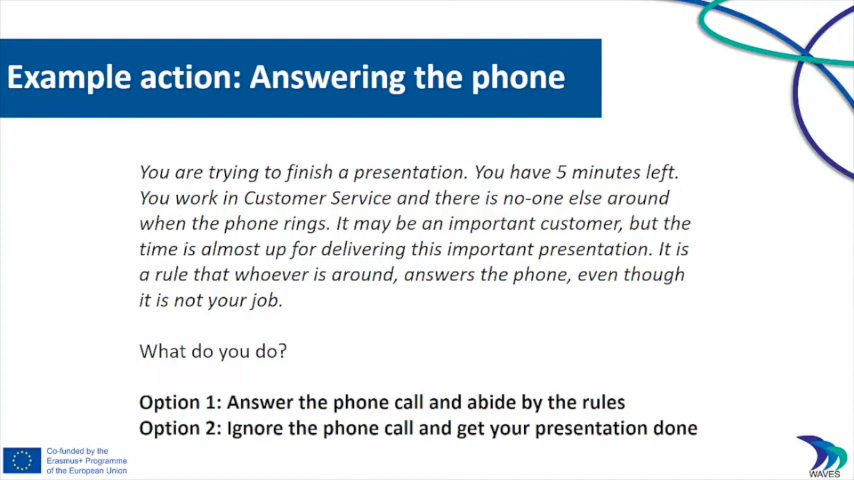 Example action: Answering the phone
You are trying to finish a presentation. You have 5 minutes left.
You work in Customer Service and there is no-one else around
when the phone rings. It may be an important customer, but the
time is almost up for delivering this important presentation. It is
a rule that whoever is around, answers the phone, even though
it is not your job.
What do you do?
Option 1: Answer the phone call and abide by the rules
Option 2: Ignore the phone call and get your presentation done
Co-funded by the
Erasmus+ Programme
of the European Union
WAVES